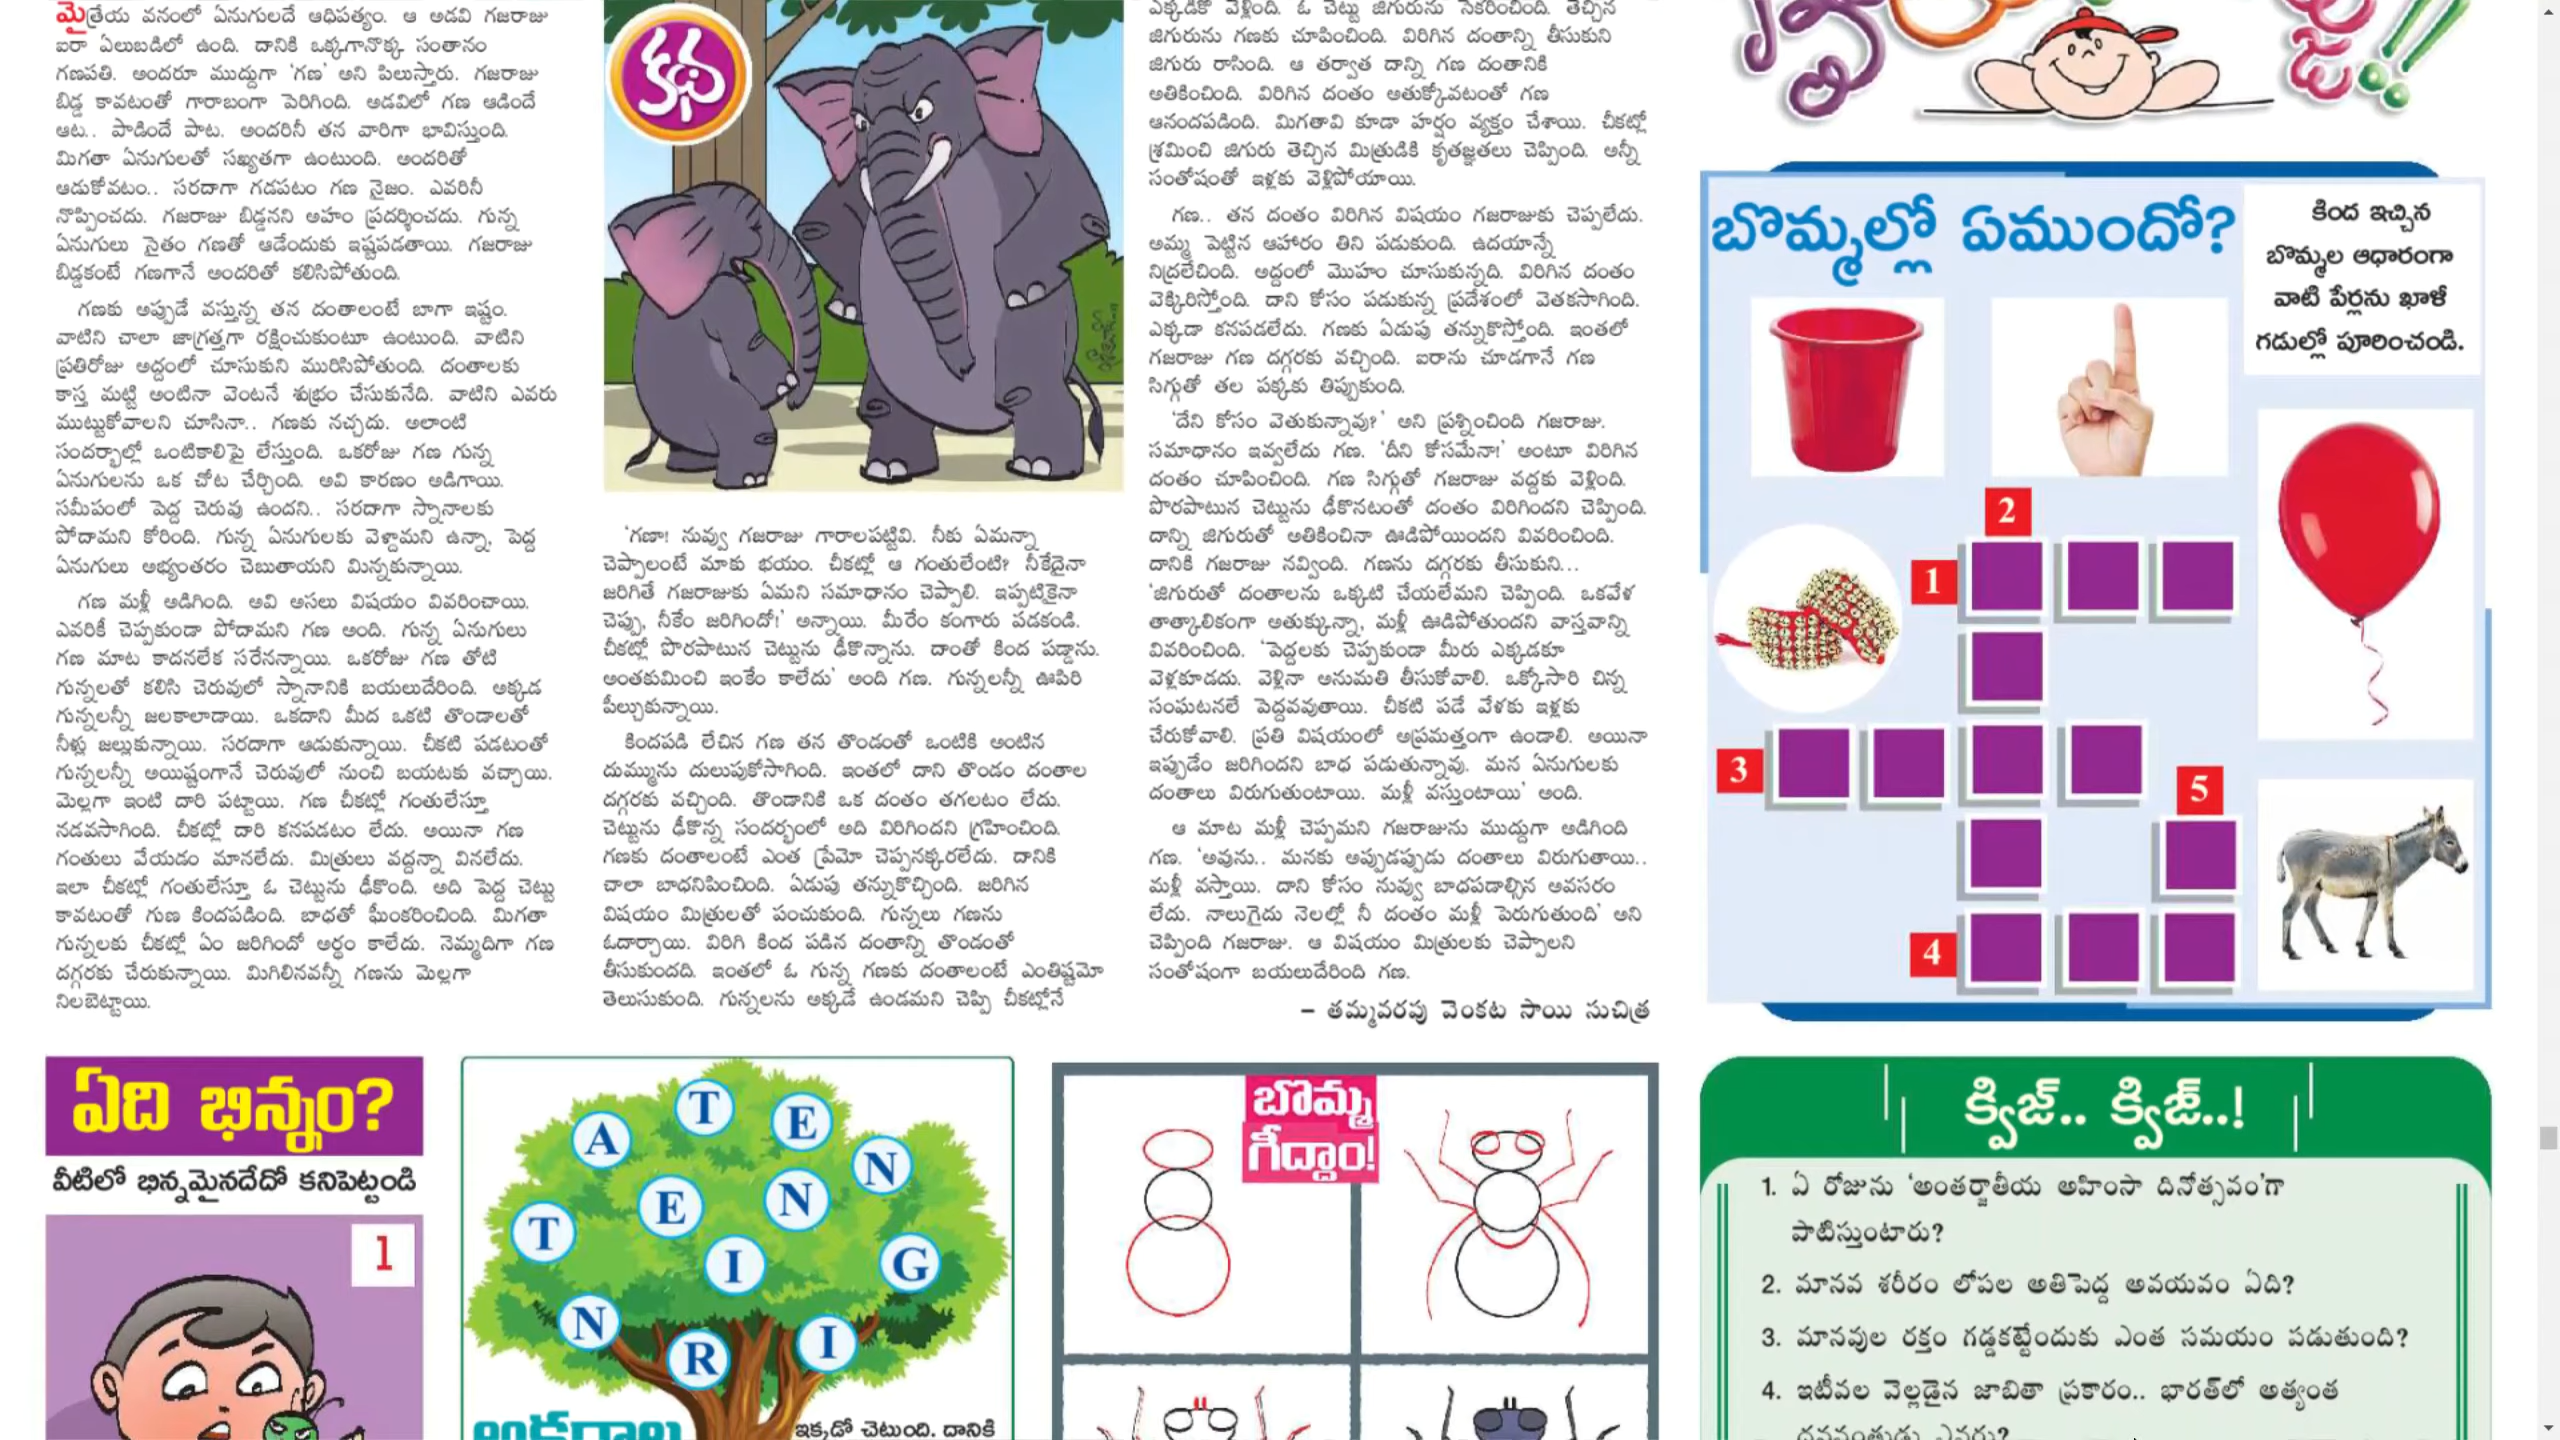 మైత్రేయ వనంలో ఏనుగులదే ఆధిపత్యం. ఆ అడవి గజరాజు
ఐరా ఏలుబడిలో ఉంది. దానికి ఒక్కగానొక్క సంతానం
గణపతి. అందరూ ముద్దుగా 'గణ' అని పిలుస్తారు. గజరాజు
బిడ్డ కావటంతో గారాబంగా పెరిగింది. అడవిలో గణ ఆడిందే
ఆట.. పాడిందే పాట. అందరినీ తన వారిగా భావిస్తుంది.
మిగతా ఏనుగులతో సఖ్యతగా ఉంటుంది. అందరితో
ఆడుకోవటం.. సరదాగా గడపటం గణ నైజం. ఎవరినీ
నొప్పించదు. గజరాజు బిడ్డనని అహం ప్రదర్శించదు. గున్న
ఏనుగులు సైతం గణతో ఆడేందుకు ఇష్టపడతాయి. గజరాజు
బిడ్డకంటే గణగానే అందరితో కలిసిపోతుంది.
గణకు అప్పుడే వస్తున్న తన దంతాలంటే బాగా ఇష్టం.
వాటిని చాలా జాగ్రత్తగా రక్షించుకుంటూ ఉంటుంది. వాటిని
ప్రతిరోజు అద్దంలో చూసుకుని మురిసిపోతుంది. దంతాలకు
కాస్త మట్టి అంటినా వెంటనే శుభ్రం చేసుకునేది. వాటిని ఎవరు
ముట్టుకోవాలని చూసినా.. గణకు నచ్చదు. అలాంటి
సందర్భాల్లో ఒంటికాలిపై లేస్తుంది. ఒకరోజు గణ గున్న
ఏనుగులను ఒక చోట చేర్చింది. అవి కారణం అడిగాయి.
సమీపంలో పెద్ద చెరువు ఉందని.. సరదాగా స్నానాలకు
పోదామని కోరింది. గున్న ఏనుగులకు వెళ్దామని ఉన్నా, పెద్ద
ఏనుగులు అభ్యంతరం చెబుతాయని మిన్నకున్నాయి.
గణ మళ్లీ అడిగింది. అవి అసలు విషయం వివరించాయి.
ఎవరికీ చెప్పకుండా పోదామని గణ అంది. గున్న ఏనుగులు
గణ మాట కాదనలేక సరేనన్నాయి. ఒకరోజు గణ తోటి
గున్నలతో కలిసి చెరువులో స్నానానికి బయలుదేరింది. అక్కడ
గున్నలన్నీ జలకాలాడాయి. ఒకదాని మీద ఒకటి తొండాలతో
నీళ్లు జల్లుకున్నాయి. సరదాగా ఆడుకున్నాయి. చీకటి పడటంతో
గున్నలన్నీ అయిష్టంగానే చెరువులో నుంచి బయటకు వచ్చాయి.
మెల్లగా ఇంటి దారి పట్టాయి. గణ చీకట్లో గంతులేస్తూ
నడవసాగింది. చీకట్లో దారి కనపడటం లేదు. అయినా గణ
గంతులు వేయడం మానలేదు. మిత్రులు వద్దన్నా వినలేదు.
ఇలా చీకట్లో గంతులేస్తూ ఓ చెట్టును ఢీకొంది. అది పెద్ద చెట్టు
కావటంతో గుణ కిందపడింది. బాధతో ఘీంకరించింది. మిగతా
గున్నలకు చీకట్లో ఏం జరిగిందో అర్థం కాలేదు. నెమ్మదిగా గణ
దగ్గరకు చేరుకున్నాయి. మిగిలినవన్నీ గణను మెల్లగా
నిలబెట్టాయి.
కథ
'గణా! నువ్వు గజరాజు గారాలపట్టివి. నీకు ఏమన్నా
చెప్పాలంటే మాకు భయం. చీకట్లో ఆ గంతులేంటి? నీకేదైనా
జరిగితే గజరాజుకు ఏమని సమాధానం చెప్పాలి. ఇప్పటికైనా
చెప్పు, నీకేం జరిగిందో!' అన్నాయి. మీరేం కంగారు పడకండి.
చీకట్లో పొరపాటున చెట్టును ఢీకొన్నాను. దాంతో కింద పడ్డాను.
అంతకుమించి ఇంకేం కాలేదు' అంది గణ. గున్నలన్నీ ఊపిరి
పీల్చుకున్నాయి.
కిందపడి లేచిన గణ తన తొండంతో ఒంటికి అంటిన
దుమ్మును దులుపుకోసాగింది. ఇంతలో దాని తొండం దంతాల
దగ్గరకు వచ్చింది. తొండానికి ఒక దంతం తగలటం లేదు.
చెట్టును ఢీకొన్న సందర్భంలో అది విరిగిందని గ్రహించింది.
గణకు దంతాలంటే ఎంత ప్రేమో చెప్పనక్కరలేదు. దానికి
చాలా బాధనిపించింది. ఏడుపు తన్నుకొచ్చింది. జరిగిన
విషయం మిత్రులతో పంచుకుంది. గున్నలు గణను
ఓదార్చాయి. విరిగి కింద పడిన దంతాన్ని తొండంతో
తీసుకుందది. ఇంతలో ఓ గున్న గణకు దంతాలంటే ఎంతిష్టమో
తెలుసుకుంది. గున్నలను అక్కడే ఉండమని చెప్పి చీకట్లోనే
ఎక్కడికో వెళ్లింది. ఓ చెట్టు జిగురును సేకరించింది. తెచ్చిన
జిగురును గణకు చూపించింది. విరిగిన దంతాన్ని తీసుకుని
జిగురు రాసింది. ఆ తర్వాత దాన్ని గణ దంతానికి
అతికించింది. విరిగిన దంతం అతుక్కోవటంతో గణ
ఆనందపడింది. మిగతావి కూడా హర్షం వ్యక్తం చేశాయి. చీకట్లో
శ్రమించి జిగురు తెచ్చిన మిత్రుడికి కృతజ్ఞతలు చెప్పింది. అన్నీ
సంతోషంతో ఇళ్లకు వెళ్లిపోయాయి.
గణ.. తన దంతం విరిగిన విషయం గజరాజుకు చెప్పలేదు.
అమ్మ పెట్టిన ఆహారం తిని పడుకుంది. ఉదయాన్నే
నిద్రలేచింది. అద్దంలో మొహం చూసుకున్నది. విరిగిన దంతం
వెక్కిరిస్తోంది. దాని కోసం పడుకున్న ప్రదేశంలో వెతకసాగింది.
ఎక్కడా కనపడలేదు. గణకు ఏడుపు తన్నుకొస్తోంది. ఇంతలో
గజరాజు గణ దగ్గరకు వచ్చింది. ఐరాను చూడగానే గణ
సిగ్గుతో తల పక్కకు తిప్పుకుంది.
'దేని కోసం వెతుకున్నావు?' అని ప్రశ్నించింది గజరాజు.
సమాధానం ఇవ్వలేదు గణ. 'దీని కోసమేనా!' అంటూ విరిగిన
దంతం చూపించింది. గణ సిగ్గుతో గజరాజు వద్దకు వెళ్లింది.
పొరపాటున చెట్టును ఢీకొనటంతో దంతం విరిగిందని చెప్పింది.
దాన్ని జిగురుతో అతికించినా ఊడిపోయిందని వివరించింది.
దానికి గజరాజు నవ్వింది. గణను దగ్గరకు తీసుకుని...
'జిగురుతో దంతాలను ఒక్కటి చేయలేమని చెప్పింది. ఒకవేళ
తాత్కాలికంగా అతుక్కున్నా, మళ్లీ ఊడిపోతుందని వాస్తవాన్ని
వివరించింది. 'పెద్దలకు చెప్పకుండా మీరు ఎక్కడకూ
వెళ్లకూడదు. వెళ్లినా అనుమతి తీసుకోవాలి. ఒక్కోసారి చిన్న
సంఘటనలే పెద్దవవుతాయి. చీకటి పడే వేళకు ఇళ్లకు
చేరుకోవాలి. ప్రతి విషయంలో అప్రమత్తంగా ఉండాలి. అయినా
ఇప్పుడేం జరిగిందని బాధ పడుతున్నావు. మన ఏనుగులకు
దంతాలు విరుగుతుంటాయి. మళ్లీ వస్తుంటాయి' అంది.
ఆ మాట మళ్లీ చెప్పమని గజరాజును ముద్దుగా అడిగింది
గణ. 'అవును.. మనకు అప్పుడప్పుడు దంతాలు విరుగుతాయి..
మళ్లీ వస్తాయి. దాని కోసం నువ్వు బాధపడాల్సిన అవసరం
లేదు. నాలుగైదు నెలల్లో నీ దంతం మళ్లీ పెరుగుతుంది' అని
చెప్పింది గజరాజు. ఆ విషయం మిత్రులకు చెప్పాలని
సంతోషంగా బయలుదేరింది గణ.
– తమ్మవరపు వెంకట సాయి సుచిత్ర
బొమ్మల్లో ఏముందో?
కింద ఇచ్చిన
బొమ్మల ఆధారంగా
వాటి పేర్లను ఖాళీ
గడుల్లో పూరించండి.
2
1
3
5
4
ఏది భిన్నం?
వీటిలో భిన్నమైనదేదో కనిపెట్టండి
1
T
A
E
N
E
N
T
I
G
N
R
I
ఇక్కడో చెట్టుంది. దానికి
బొమ్మ
గీద్దాం!
క్విజ్.. క్విజ్..!
1. ఏ రోజును 'అంతర్జాతీయ అహింసా దినోత్సవం'గా
పాటిస్తుంటారు?
2. మానవ శరీరం లోపల అతిపెద్ద అవయవం ఏది?
3. మానవుల రక్తం గడ్డకట్టేందుకు ఎంత సమయం పడుతుంది?
4. ఇటీవల వెల్లడైన జాబితా ప్రకారం.. భారత్‌లో అత్యంత
ధనవంతుడు ఎవరు?